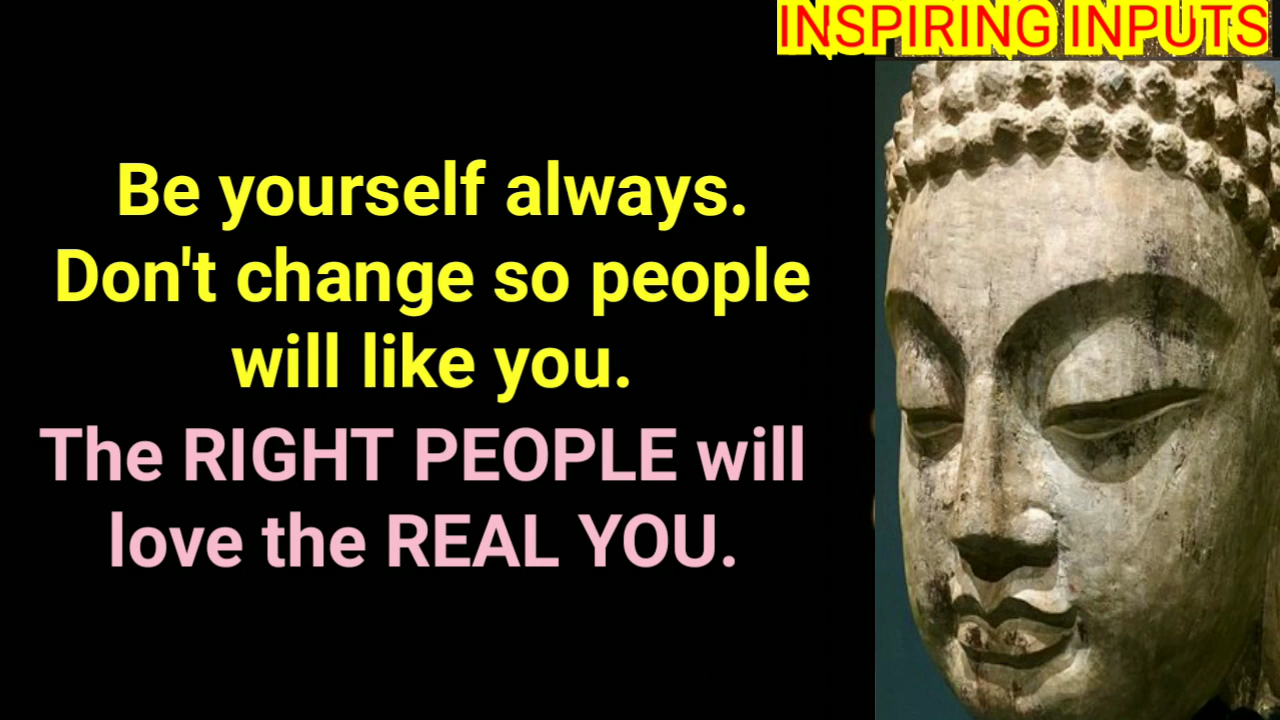 INSPIRING INPUTS
Be yourself always.
Don't change so people
will like you.
The RIGHT PEOPLE will
love the REAL YOU.